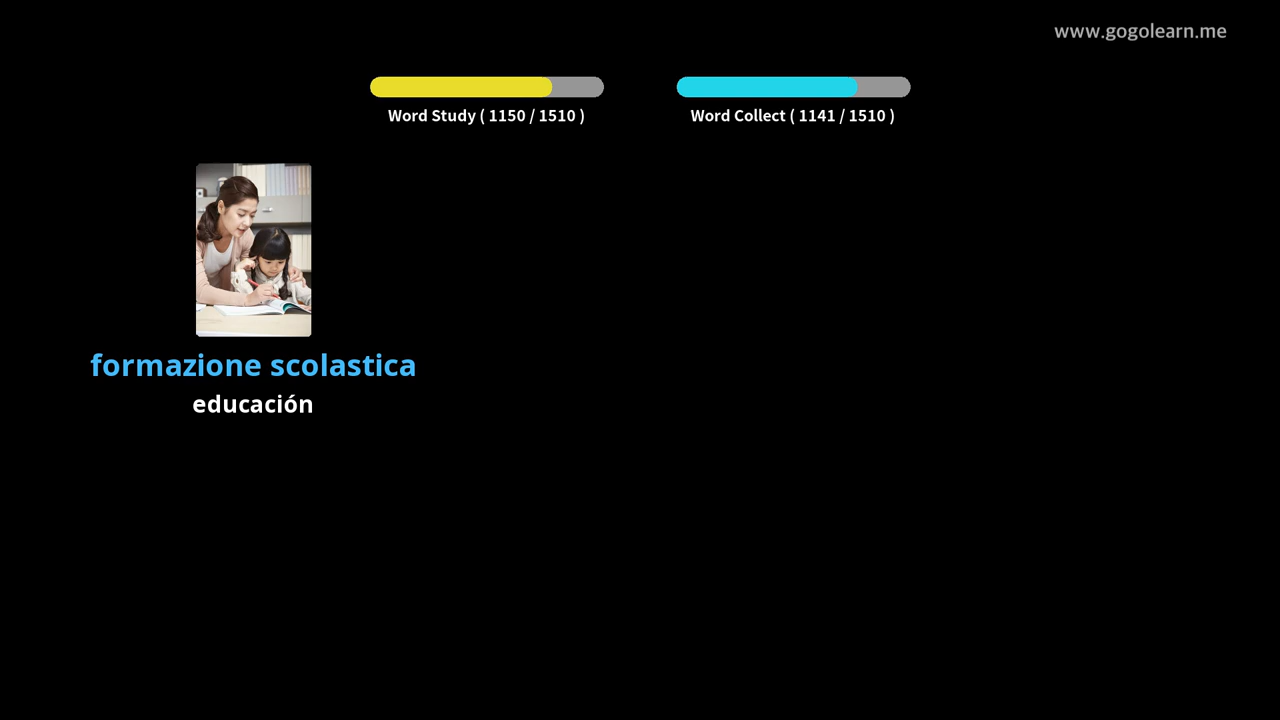 www.gogolearn.me
Word Study ( 1150 / 1510 )
Word Collect ( 1141 / 1510 )
formazione scolastica
educación